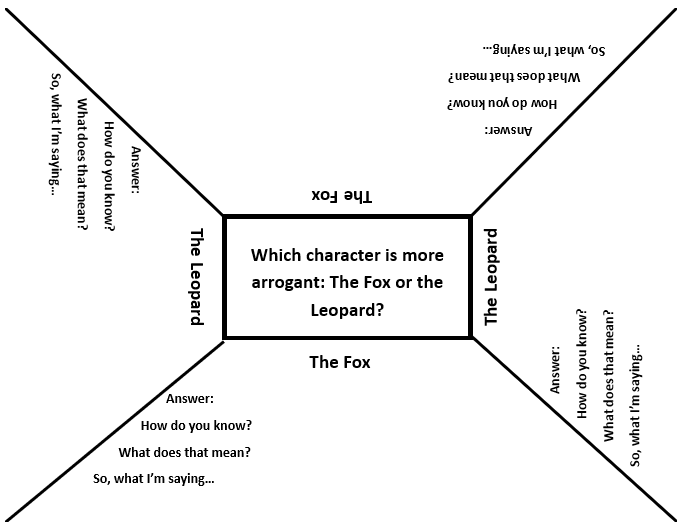 So, what I'm saying...
What does that mean?
How do you know?
Answer:
The Fox
Answer:
How do you know?
What does that mean?
So, what I'm saying...
The Leopard
Which character is more
arrogant: The Fox or the
Leopard?
The Leopard
Answer:
How do you know?
What does that mean?
So, what I'm saying...
The Fox
Answer:
How do you know?
What does that mean?
So, what I'm saying...